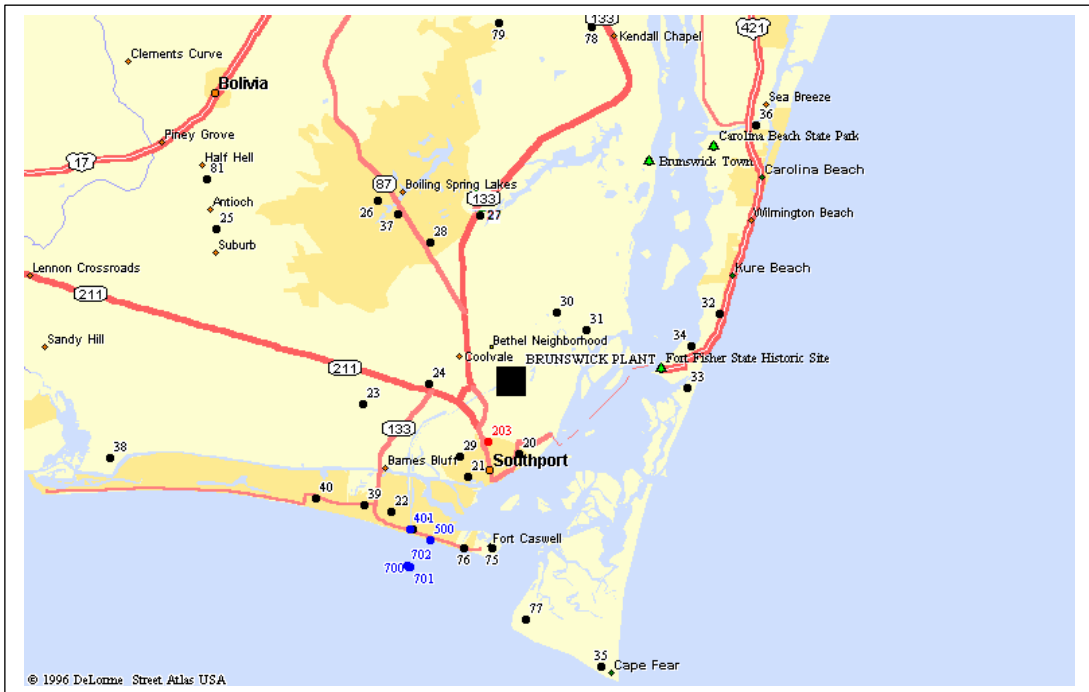 133
421
79
78
Kendall Chapel
Clements Curve
Bolivia
Sea Breeze
36
Piney Grove
Carolina Beach State Park
17
Half Hell
Brunswick Town
81
87
Boiling Spring Lakes
Carolina Beach
133
Antioch
26
27
25
37
Wilmington Beach
28
Suburb
Lennon Crossroads
Kure Beach
211
30
32
31
34
Sandy Hill
Bethel Neighborhood
Coolvale
BRUNSWICK PLANT
Fort Fisher State Historic Site
211
24
33
23
133
203
20
29
38
Barnes Bluff
21
Southport
40
39
22
401
500
Fort Caswell
702
76
75
700
701
77
35
Cape Fear
© 1996 DeLorme Street Atlas USA